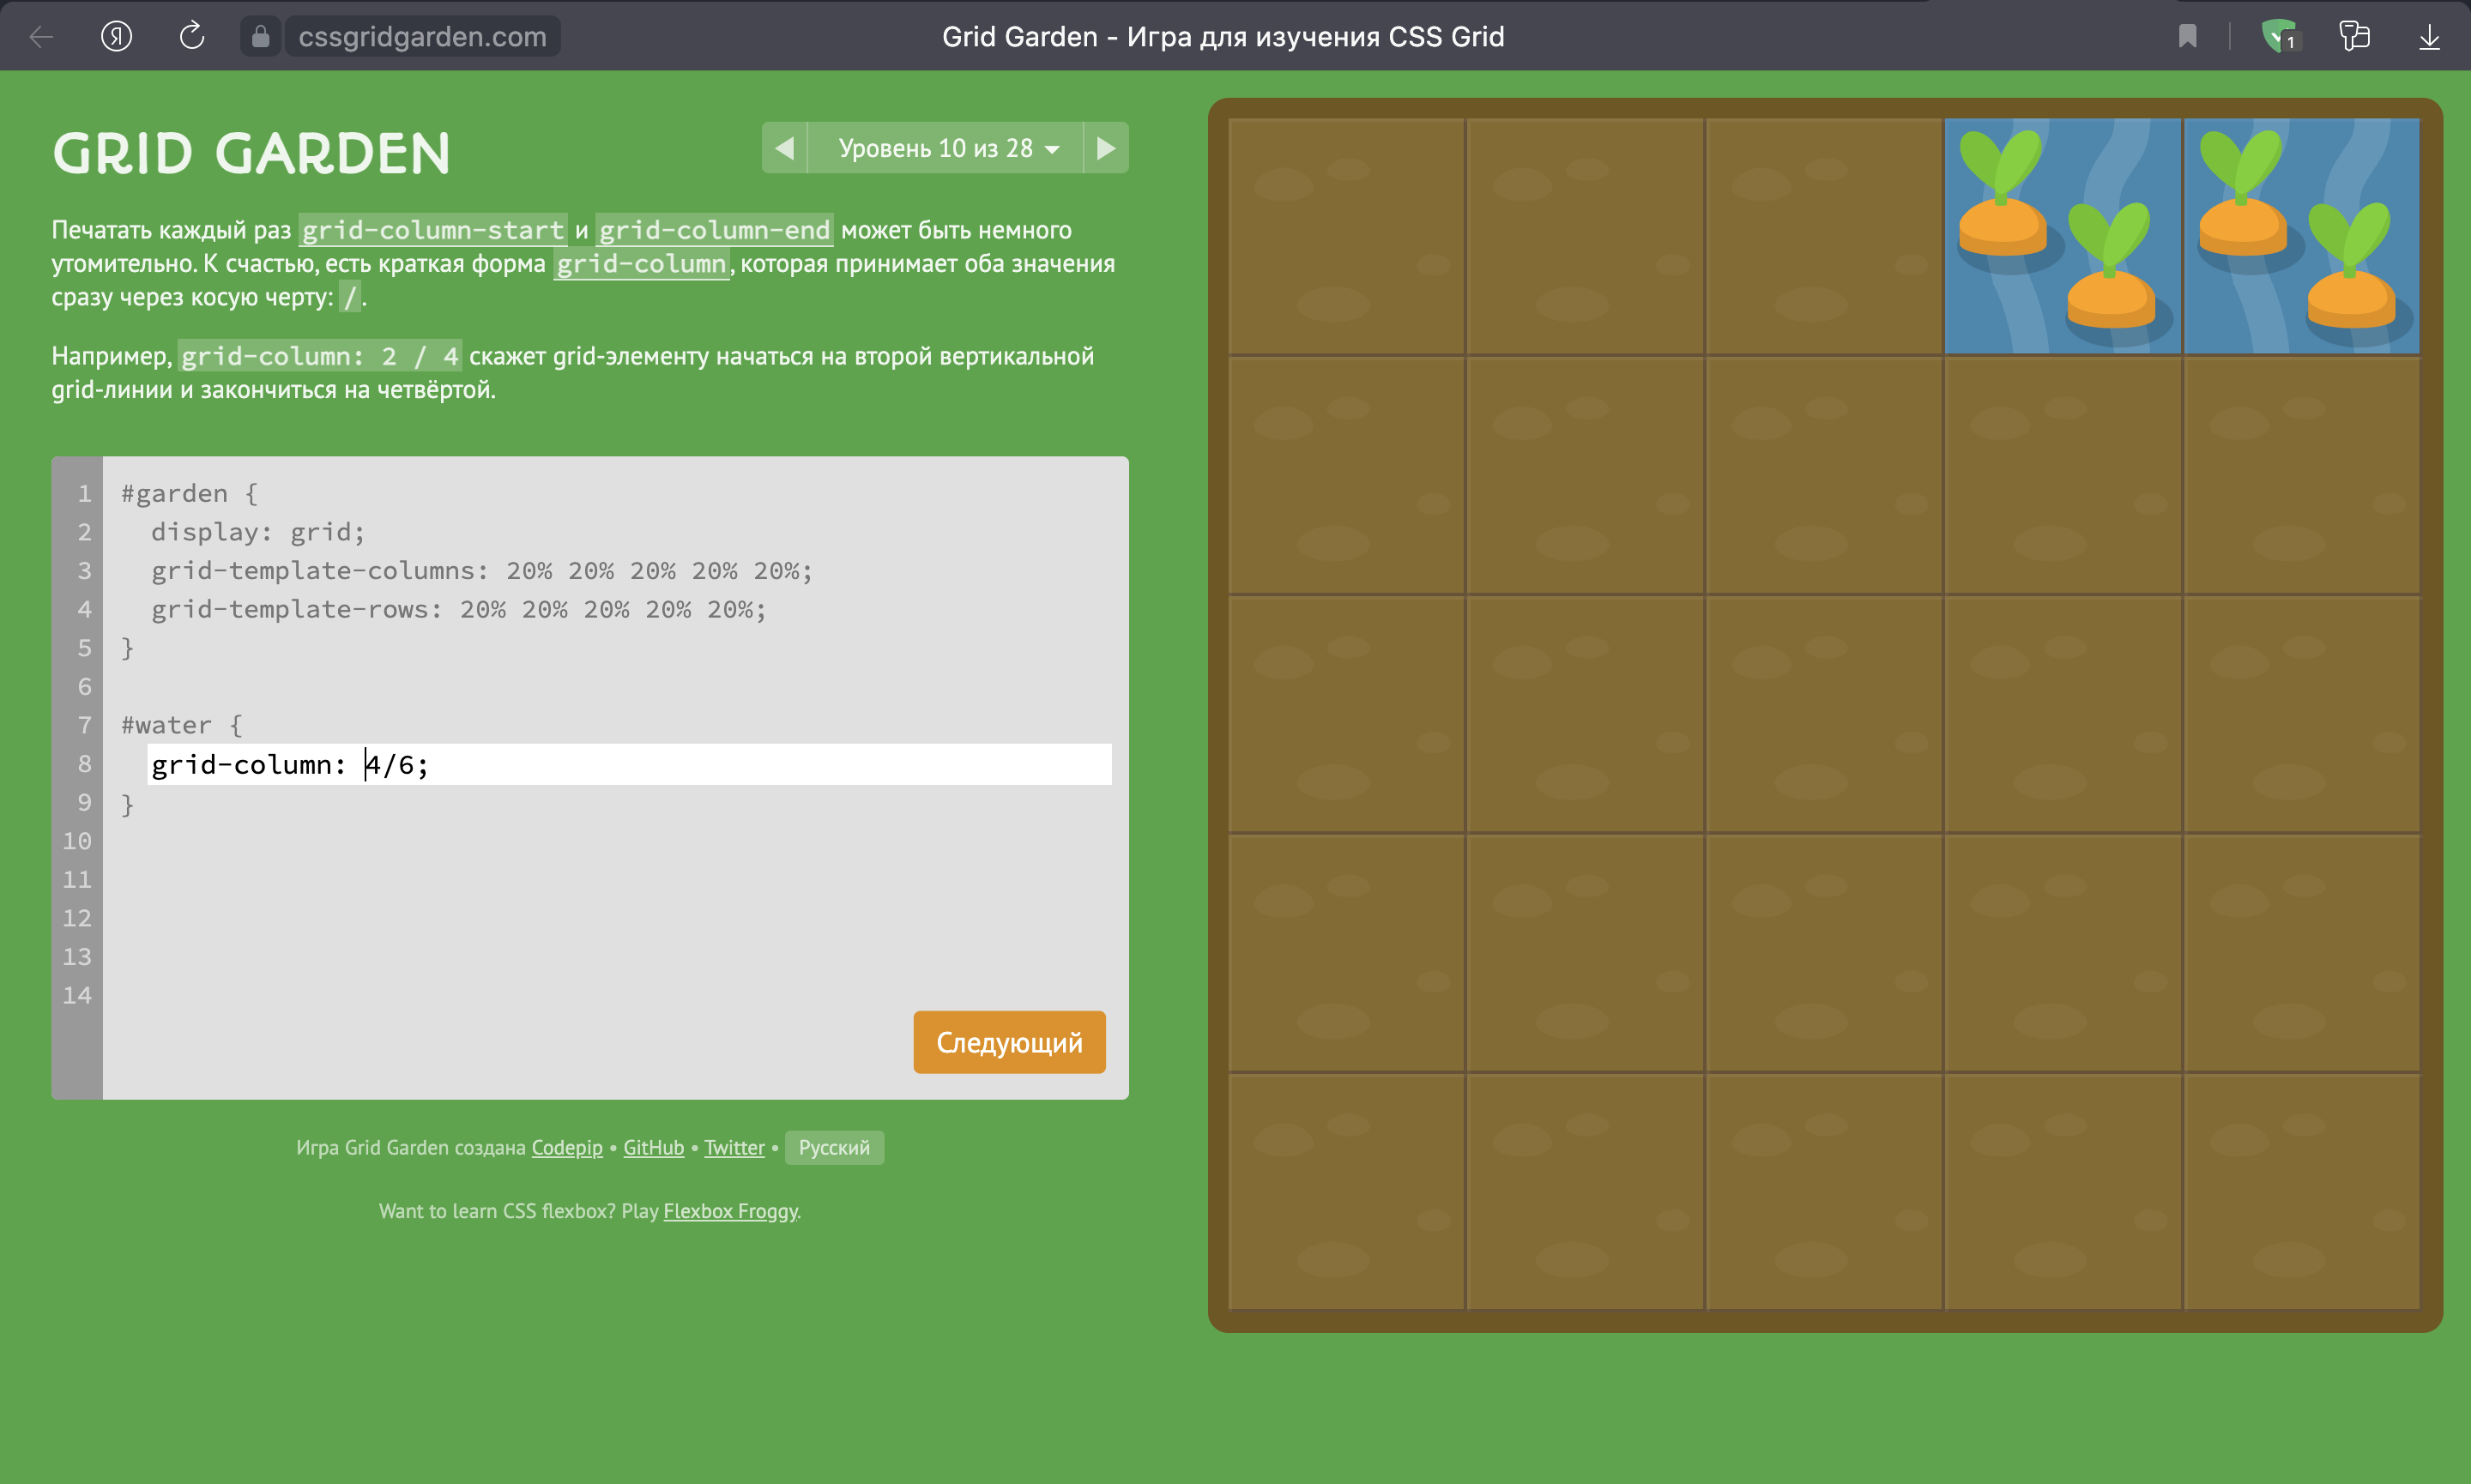 cssgridgarden.com
Grid Garden - Игра для изучения CSS Grid
1
GRID GARDEN
Уровень 10 из 28
Печатать каждый раз grid-column-start и grid-column-end может быть немного
утомительно. К счастью, есть краткая форма grid-column, которая принимает оба значения
сразу через косую черту: /.
Например, grid-column: 2 / 4 скажет grid-элементу начаться на второй вертикальной
grid-линии и закончиться на четвёртой.
1 #garden {
2 display: grid;
3 grid-template-columns: 20% 20% 20% 20% 20%;
4 grid-template-rows: 20% 20% 20% 20% 20%;
5 }
6
7 #water {
8 grid-column: 4/6;
9 }
10
11
12
13
14
Следующий
Игра Grid Garden создана Codepip • GitHub • Twitter • Русский
Want to learn CSS flexbox? Play Flexbox Froggy.